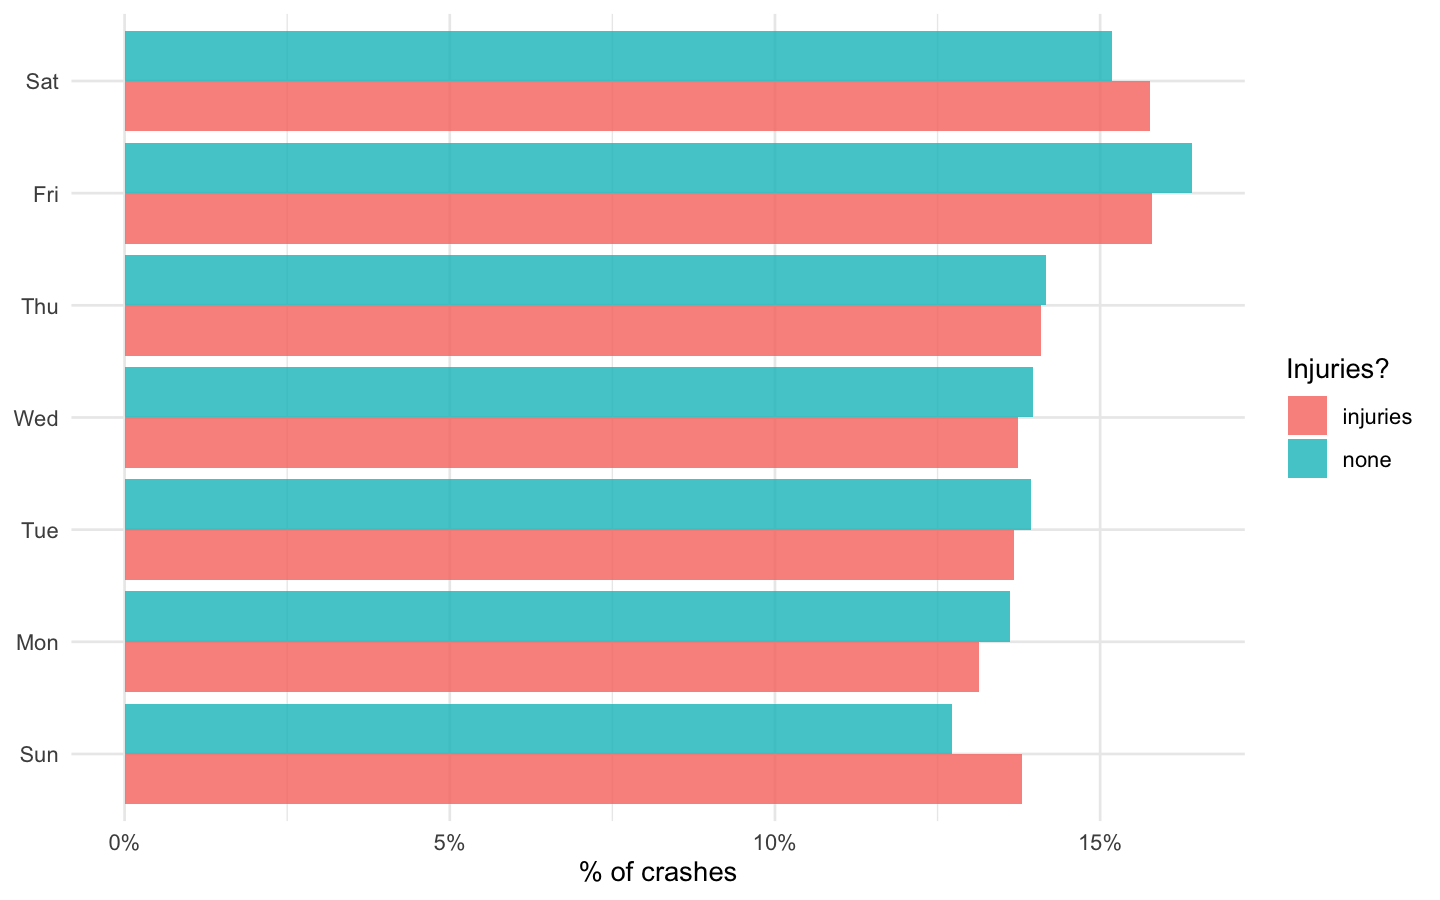 Sat
Fri
Thu
Wed
Tue
Mon
Sun
0% 5% 10% 15%
% of crashes
Injuries?
injuries
none